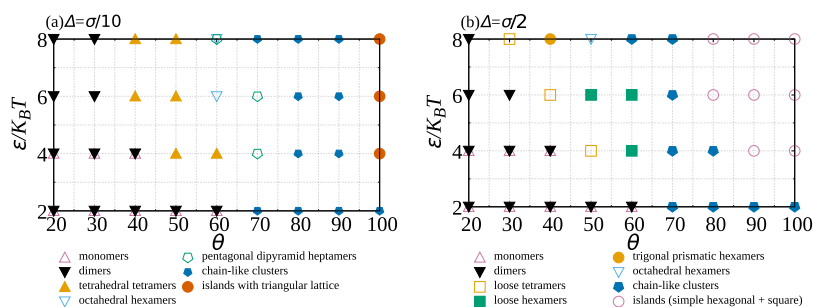 (a)Δ=σ/10
8
6
4
2
ε/K_BT
20 30 40 50 60 70 80 90 100
θ
monomers
dimers
tetrahedral tetramers
octahedral hexamers
pentagonal dipyramid heptamers
chain-like clusters
islands with triangular lattice
(b)Δ=σ/2
8
6
4
2
ε/K_BT
20 30 40 50 60 70 80 90 100
θ
monomers
dimers
loose tetramers
loose hexamers
trigonal prismatic hexamers
octahedral hexamers
chain-like clusters
islands (simple hexagonal + square)